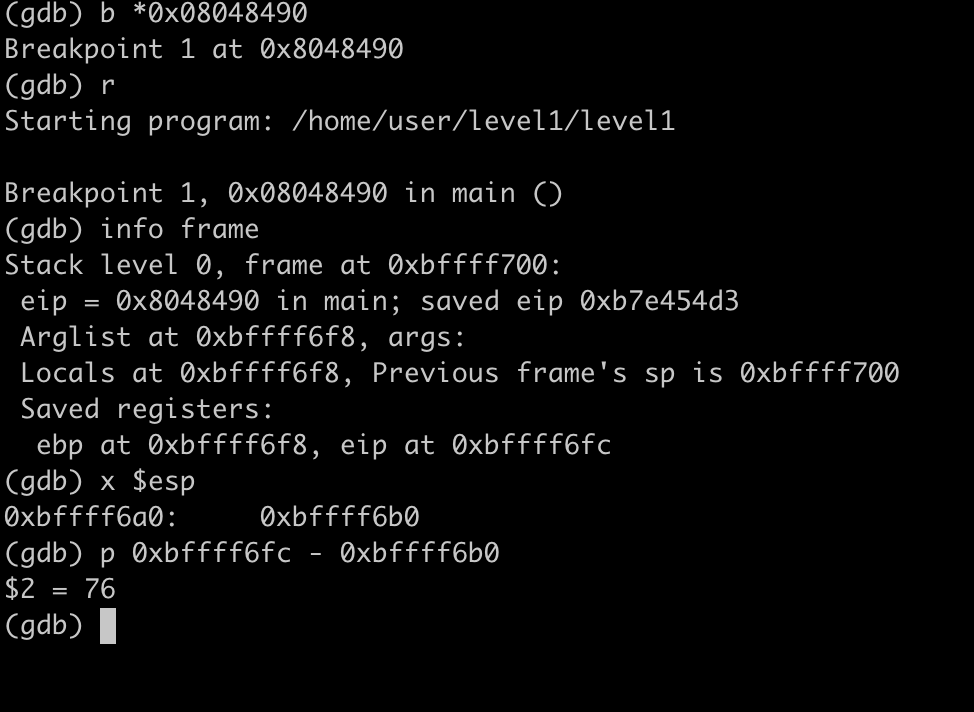 (gdb) b *0x08048490
Breakpoint 1 at 0x8048490
(gdb) r
Starting program: /home/user/level1/level1
Breakpoint 1, 0x08048490 in main ()
(gdb) info frame
Stack level 0, frame at 0xbffff700:
 eip = 0x8048490 in main; saved eip 0xb7e454d3
 Arglist at 0xbffff6f8, args:
 Locals at 0xbffff6f8, Previous frame's sp is 0xbffff700
 Saved registers:
  ebp at 0xbffff6f8, eip at 0xbffff6fc
(gdb) x $esp
0xbffff6a0:     0xbffff6b0
(gdb) p 0xbffff6fc - 0xbffff6b0
$2 = 76
(gdb)